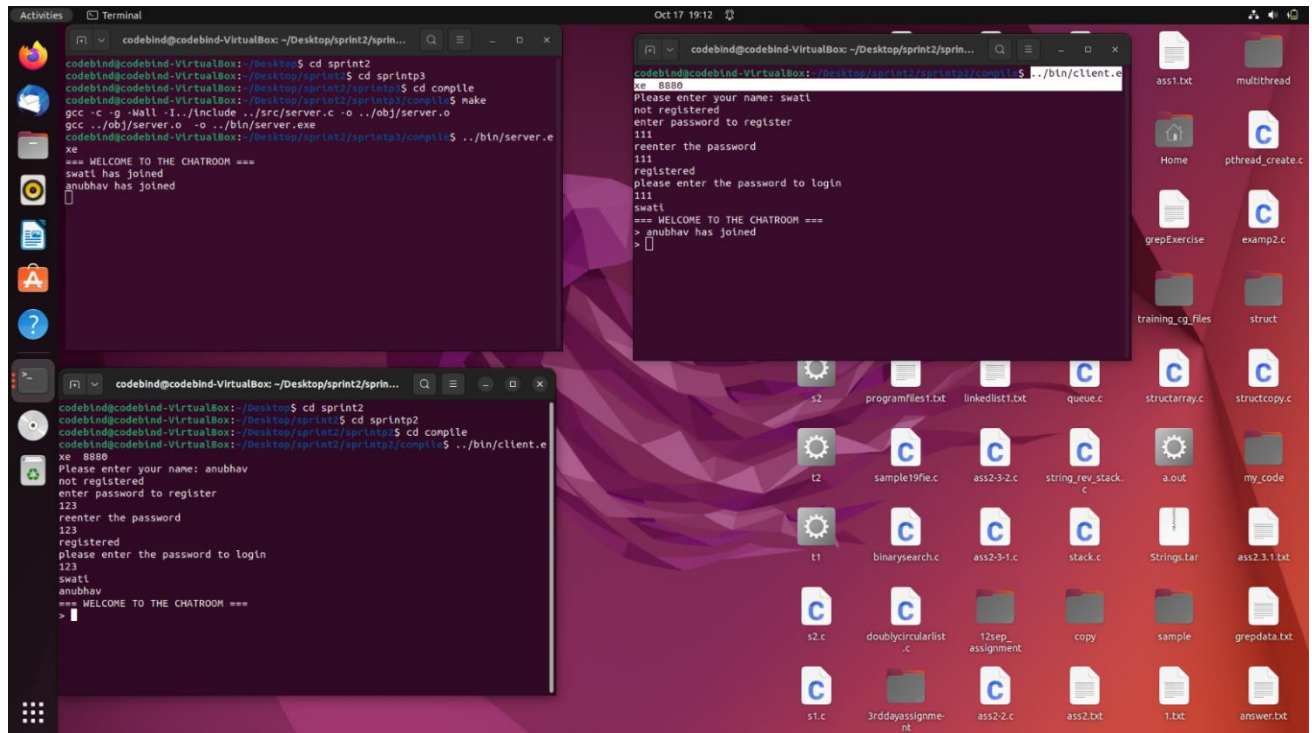 Activities
Terminal
Oct 17 19:12
codebind@codebind-VirtualBox: ~/Desktop/sprint2/sprin...
codebind@codebind-VirtualBox:~/Desktop$ cd sprint2
codebind@codebind-VirtualBox:~/Desktop/sprint2$ cd sprintp3
codebind@codebind-VirtualBox:~/Desktop/sprint2/sprintp3$ cd compile
codebind@codebind-VirtualBox:~/Desktop/sprint2/sprintp3/compile$ make
gcc -c -g -Wall -I../include ../src/server.c -o ../obj/server.o
gcc ../obj/server.o -o ../bin/server.exe
codebind@codebind-VirtualBox:~/Desktop/sprint2/sprintp3/compile$ ../bin/server.e
xe
=== WELCOME TO THE CHATROOM ===
swati has joined
anubhav has joined
codebind@codebind-VirtualBox: ~/Desktop/sprint2/sprin...
codebind@codebind-VirtualBox:~/Desktop/sprint2/sprintp2/compile$ ../bin/client.e
xe 8880
Please enter your name: swati
not registered
enter password to register
111
reenter the password
111
registered
please enter the password to login
111
swati
=== WELCOME TO THE CHATROOM ===
> anubhav has joined
>
codebind@codebind-VirtualBox: ~/Desktop/sprint2/sprin...
codebind@codebind-VirtualBox:~/Desktop$ cd sprint2
codebind@codebind-VirtualBox:~/Desktop/sprint2$ cd sprintp2
codebind@codebind-VirtualBox:~/Desktop/sprint2/sprintp2$ cd compile
codebind@codebind-VirtualBox:~/Desktop/sprint2/sprintp2/compile$ ../bin/client.e
xe 8880
Please enter your name: anubhav
not registered
enter password to register
123
reenter the password
123
registered
please enter the password to login
123
swati
anubhav
=== WELCOME TO THE CHATROOM ===
>
ass1.txt
multithread
Home
pthread_create.c
grepExercise
examp2.c
training_cg_files
struct
s2
programfiles1.txt
linkedlist1.txt
queue.c
structarray.c
structcopy.c
t2
sample19fie.c
ass2-3-2.c
string_rev_stack.
c
a.out
my_code
t1
binarysearch.c
ass2-3-1.c
stack.c
Strings.tar
ass2.3.1.txt
s2.c
doublycircularlist
.c
12sep_
assignment
copy
sample
grepdata.txt
s1.c
3rddayassignme-
nt
ass2-2.c
ass2.txt
1.txt
answer.txt